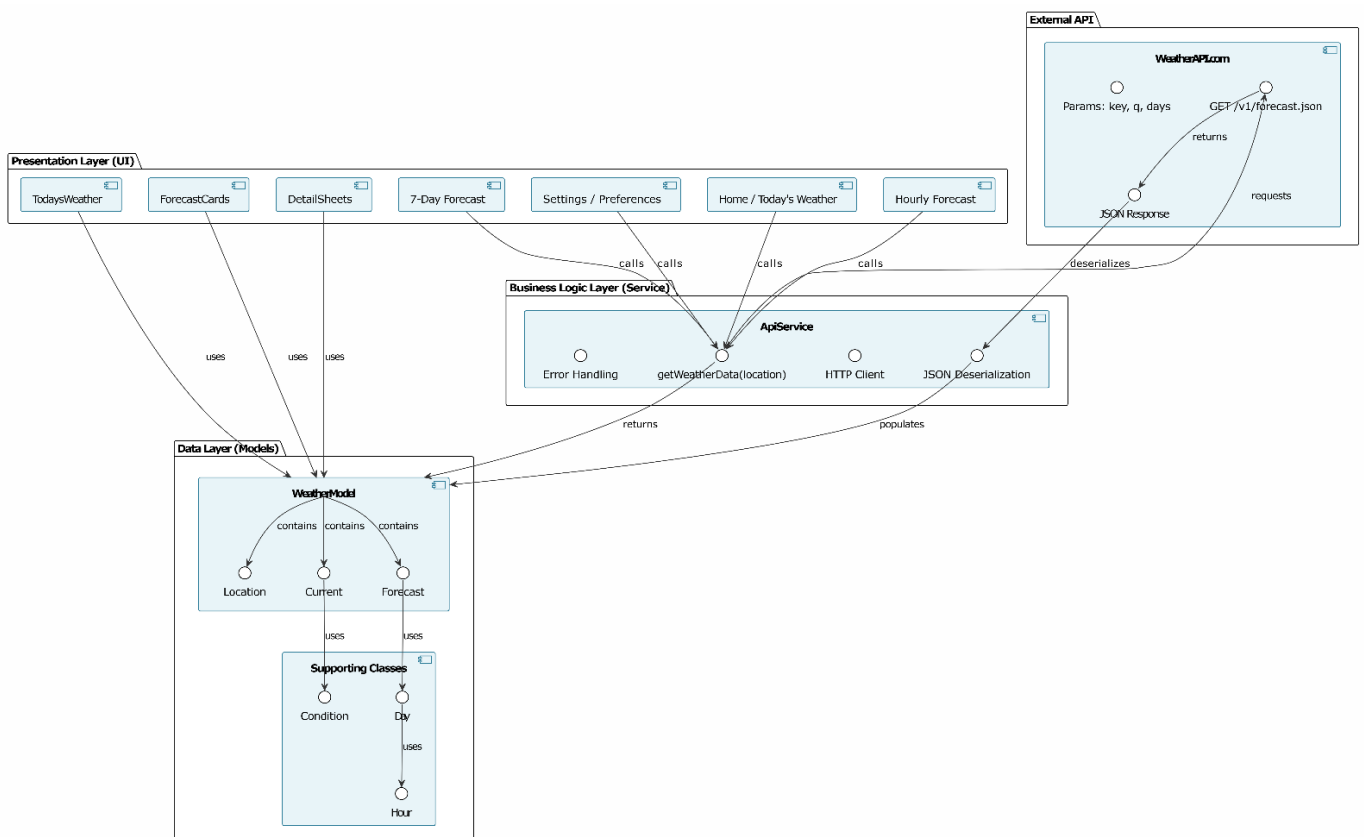 External API
WeatherAPI.com
Params: key, q, days
GET /v1/forecast.json
returns
JSON Response
requests
Presentation Layer (UI)
TodaysWeather
ForecastCards
DetailSheets
7-Day Forecast
Settings / Preferences
Home / Today's Weather
Hourly Forecast
calls
calls
calls
calls
deserializes
Business Logic Layer (Service)
ApiService
Error Handling
getWeatherData(location)
HTTP Client
JSON Deserialization
uses
uses
uses
returns
populates
Data Layer (Models)
WeatherModel
contains
contains
contains
Location
Current
Forecast
uses
uses
Supporting Classes
Condition
Day
uses
Hour